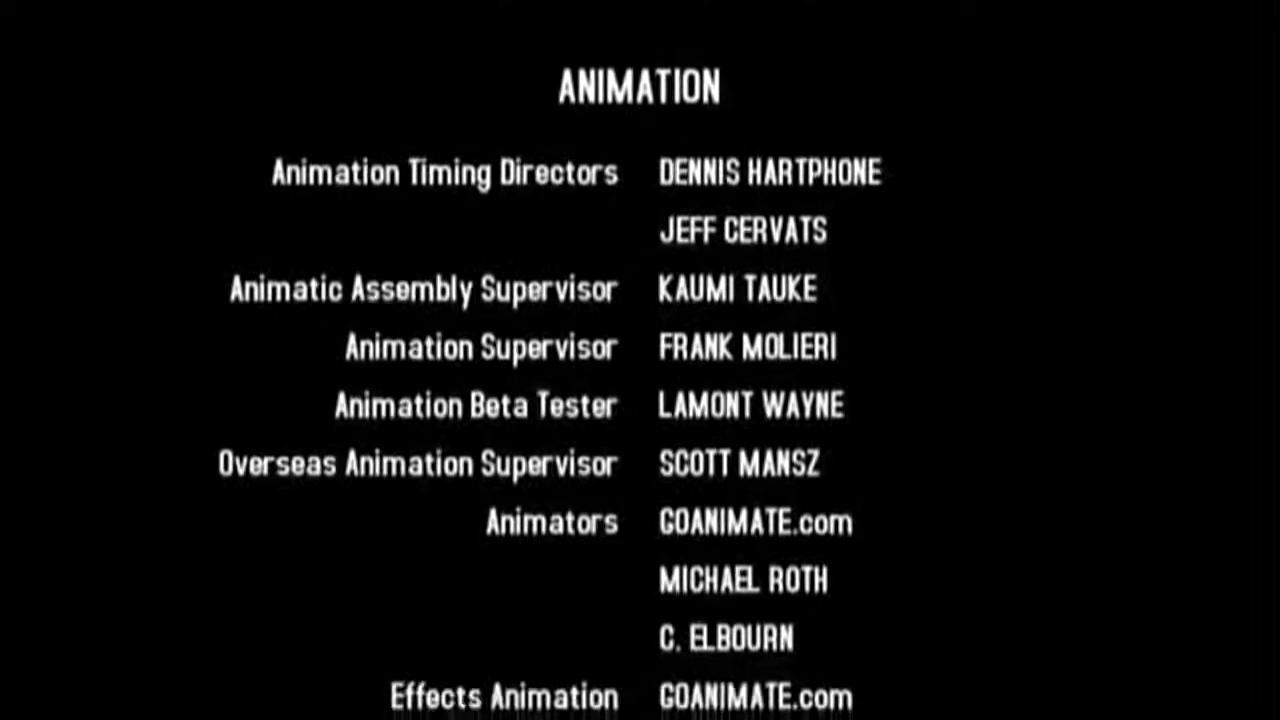 ANIMATION
Animation Timing Directors DENNIS HARTPHONE
JEFF CERVATS
Animatic Assembly Supervisor KAUMI TAUKE
Animation Supervisor FRANK MOLIERI
Animation Beta Tester LAMONT WAYNE
Overseas Animation Supervisor SCOTT MANSZ
Animators GOANIMATE.com
MICHAEL ROTH
C. ELBOURN
Effects Animation GOANIMATE.com